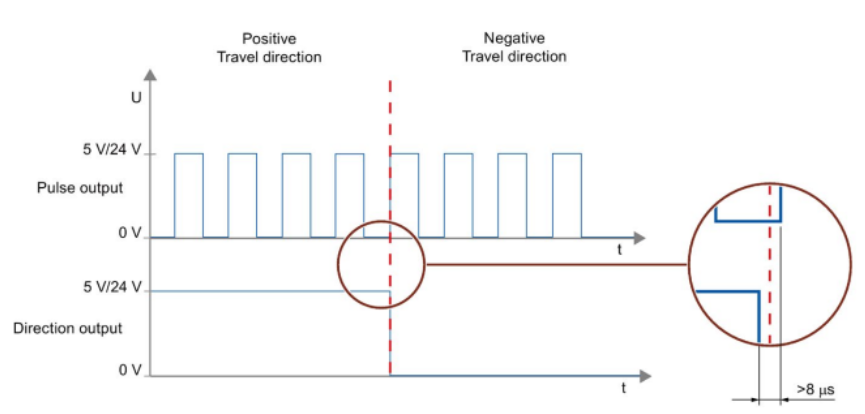 Positive
Travel direction
Negative
Travel direction
U
5 V/24 V
Pulse output
0 V
t
5 V/24 V
Direction output
0 V
t
>8 μs